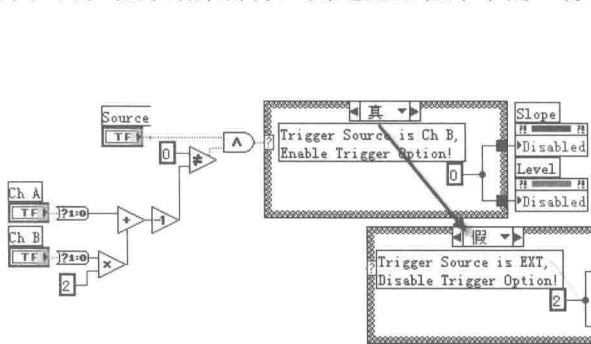 Source
TF
0
≠
∧
?
真
Trigger Source is Ch B,
Enable Trigger Option!
0
Slope
?!
Disabled
Level
?!
Disabled
Ch A
TF
?1:0
+
-1
Ch B
TF
?1:0
×
2
假
?
Trigger Source is EXT,
Disable Trigger Option!
2